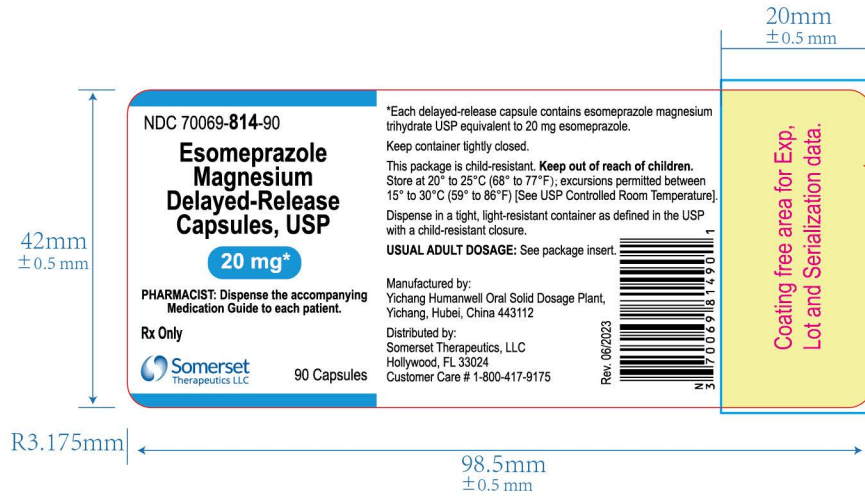 20mm
±0.5 mm
NDC 70069-814-90
Esomeprazole
Magnesium
Delayed-Release
Capsules, USP
20 mg*
PHARMACIST: Dispense the accompanying
Medication Guide to each patient.
Rx Only
Somerset
Therapeutics LLC
90 Capsules
*Each delayed-release capsule contains esomeprazole magnesium
trihydrate USP equivalent to 20 mg esomeprazole.
Keep container tightly closed.
This package is child-resistant. Keep out of reach of children.
Store at 20° to 25°C (68° to 77°F); excursions permitted between
15° to 30°C (59° to 86°F) [See USP Controlled Room Temperature].
Dispense in a tight, light-resistant container as defined in the USP
with a child-resistant closure.
USUAL ADULT DOSAGE: See package insert.
Manufactured by:
Yichang Humanwell Oral Solid Dosage Plant,
Yichang, Hubei, China 443112
Distributed by:
Somerset Therapeutics, LLC
Hollywood, FL 33024
Customer Care # 1-800-417-9175
Rev. 06/2023
N
3 70069 81490 1
Coating free area for Exp,
Lot and Serialization data.
42mm
±0.5 mm
R3.175mm
98.5mm
±0.5 mm